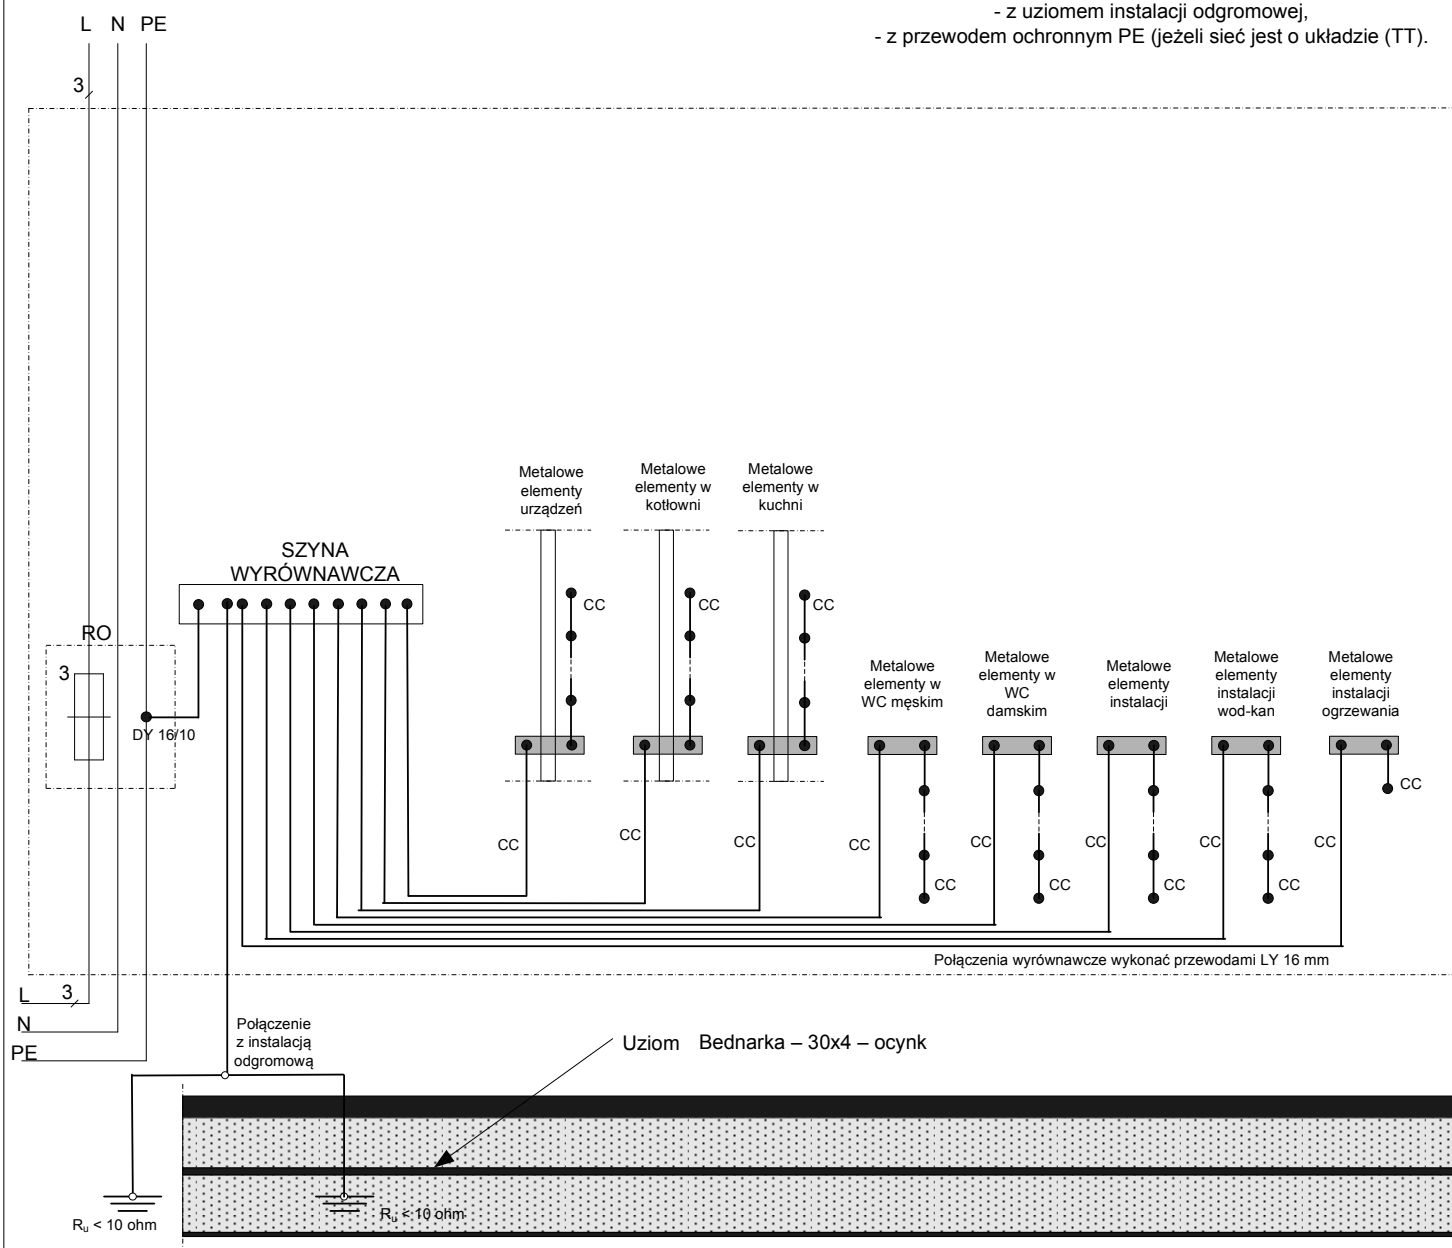 - z uziomem instalacji odgromowej,
- z przewodem ochronnym PE (jeżeli sieć jest o układzie (TT).
L N PE
3
Metalowe
elementy
urządzeń
Metalowe
elementy w
kotłowni
Metalowe
elementy w
kuchni
SZYNA
WYRÓWNAWCZA
CC
CC
CC
RO
3
DY 16/10
Metalowe
elementy w
WC męskim
Metalowe
elementy w
WC
damskim
Metalowe
elementy
instalacji
Metalowe
elementy
instalacji
wod-kan
Metalowe
elementy
instalacji
ogrzewania
CC
CC
CC
CC
CC
CC
CC
CC
CC
CC
CC
CC
CC
Połączenia wyrównawcze wykonać przewodami LY 16 mm
L 3
N
PE
Połączenie
z instalacją
odgromową
Uziom Bednarka – 30x4 – ocynk
Ru < 10 ohm
Ru < 10 ohm